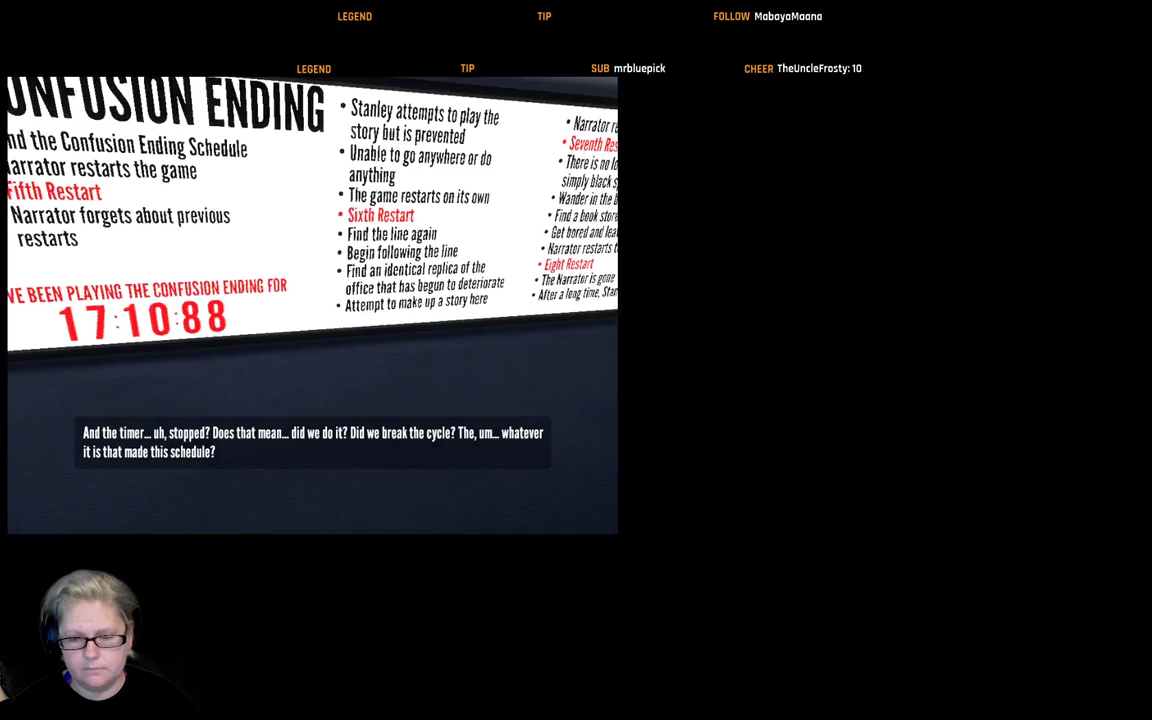 LEGEND TIP FOLLOW MabayaMaana
LEGEND TIP SUB mrbluepick CHEER TheUncleFrosty: 10
ONFUSION ENDING
nd the Confusion Ending Schedule
arrator restarts the game
Fifth Restart
Narrator forgets about previous
restarts
VE BEEN PLAYING THE CONFUSION ENDING FOR
17:10:88
• Stanley attempts to play the
story but is prevented
• Unable to go anywhere or do
anything
• The game restarts on its own
• Sixth Restart
• Find the line again
• Begin following the line
• Find an identical replica of the
office that has begun to deteriorate
• Attempt to make up a story here
• Narrator re
• Seventh Res
• There is no lo
simply black s
• Wander in the b
• Find a book store
• Get bored and lea
• Narrator restarts t
• Eight Restart
• The Narrator is gone
• After a long time, Stan
And the timer... uh, stopped? Does that mean... did we do it? Did we break the cycle? The, um... whatever
it is that made this schedule?